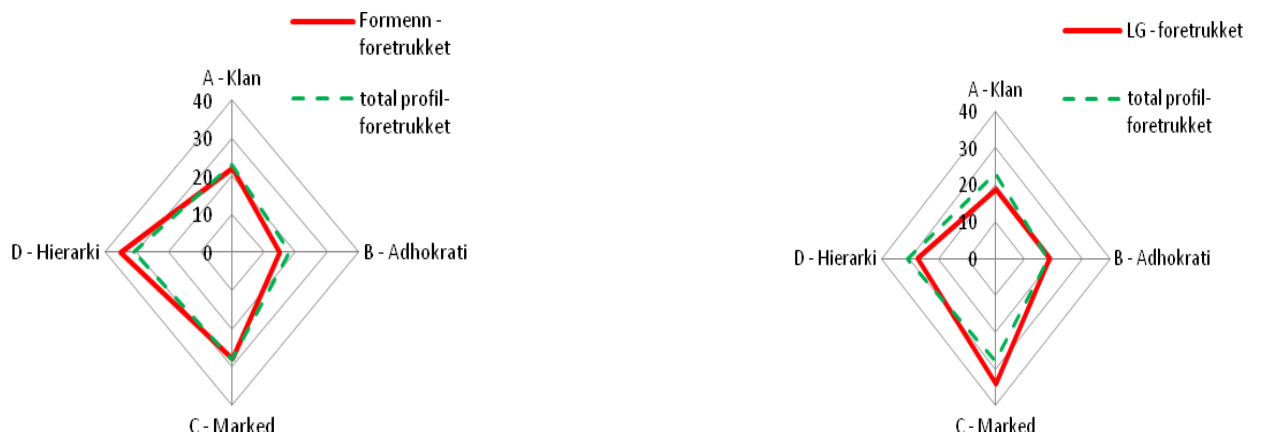 Formenn -
foretrukket
total profil-
foretrukket
A - Klan
40
30
20
10
0
D - Hierarki
B - Adhokrati
C - Marked
LG - foretrukket
total profil-
foretrukket
A - Klan
40
30
20
10
0
D - Hierarki
B - Adhokrati
C - Marked